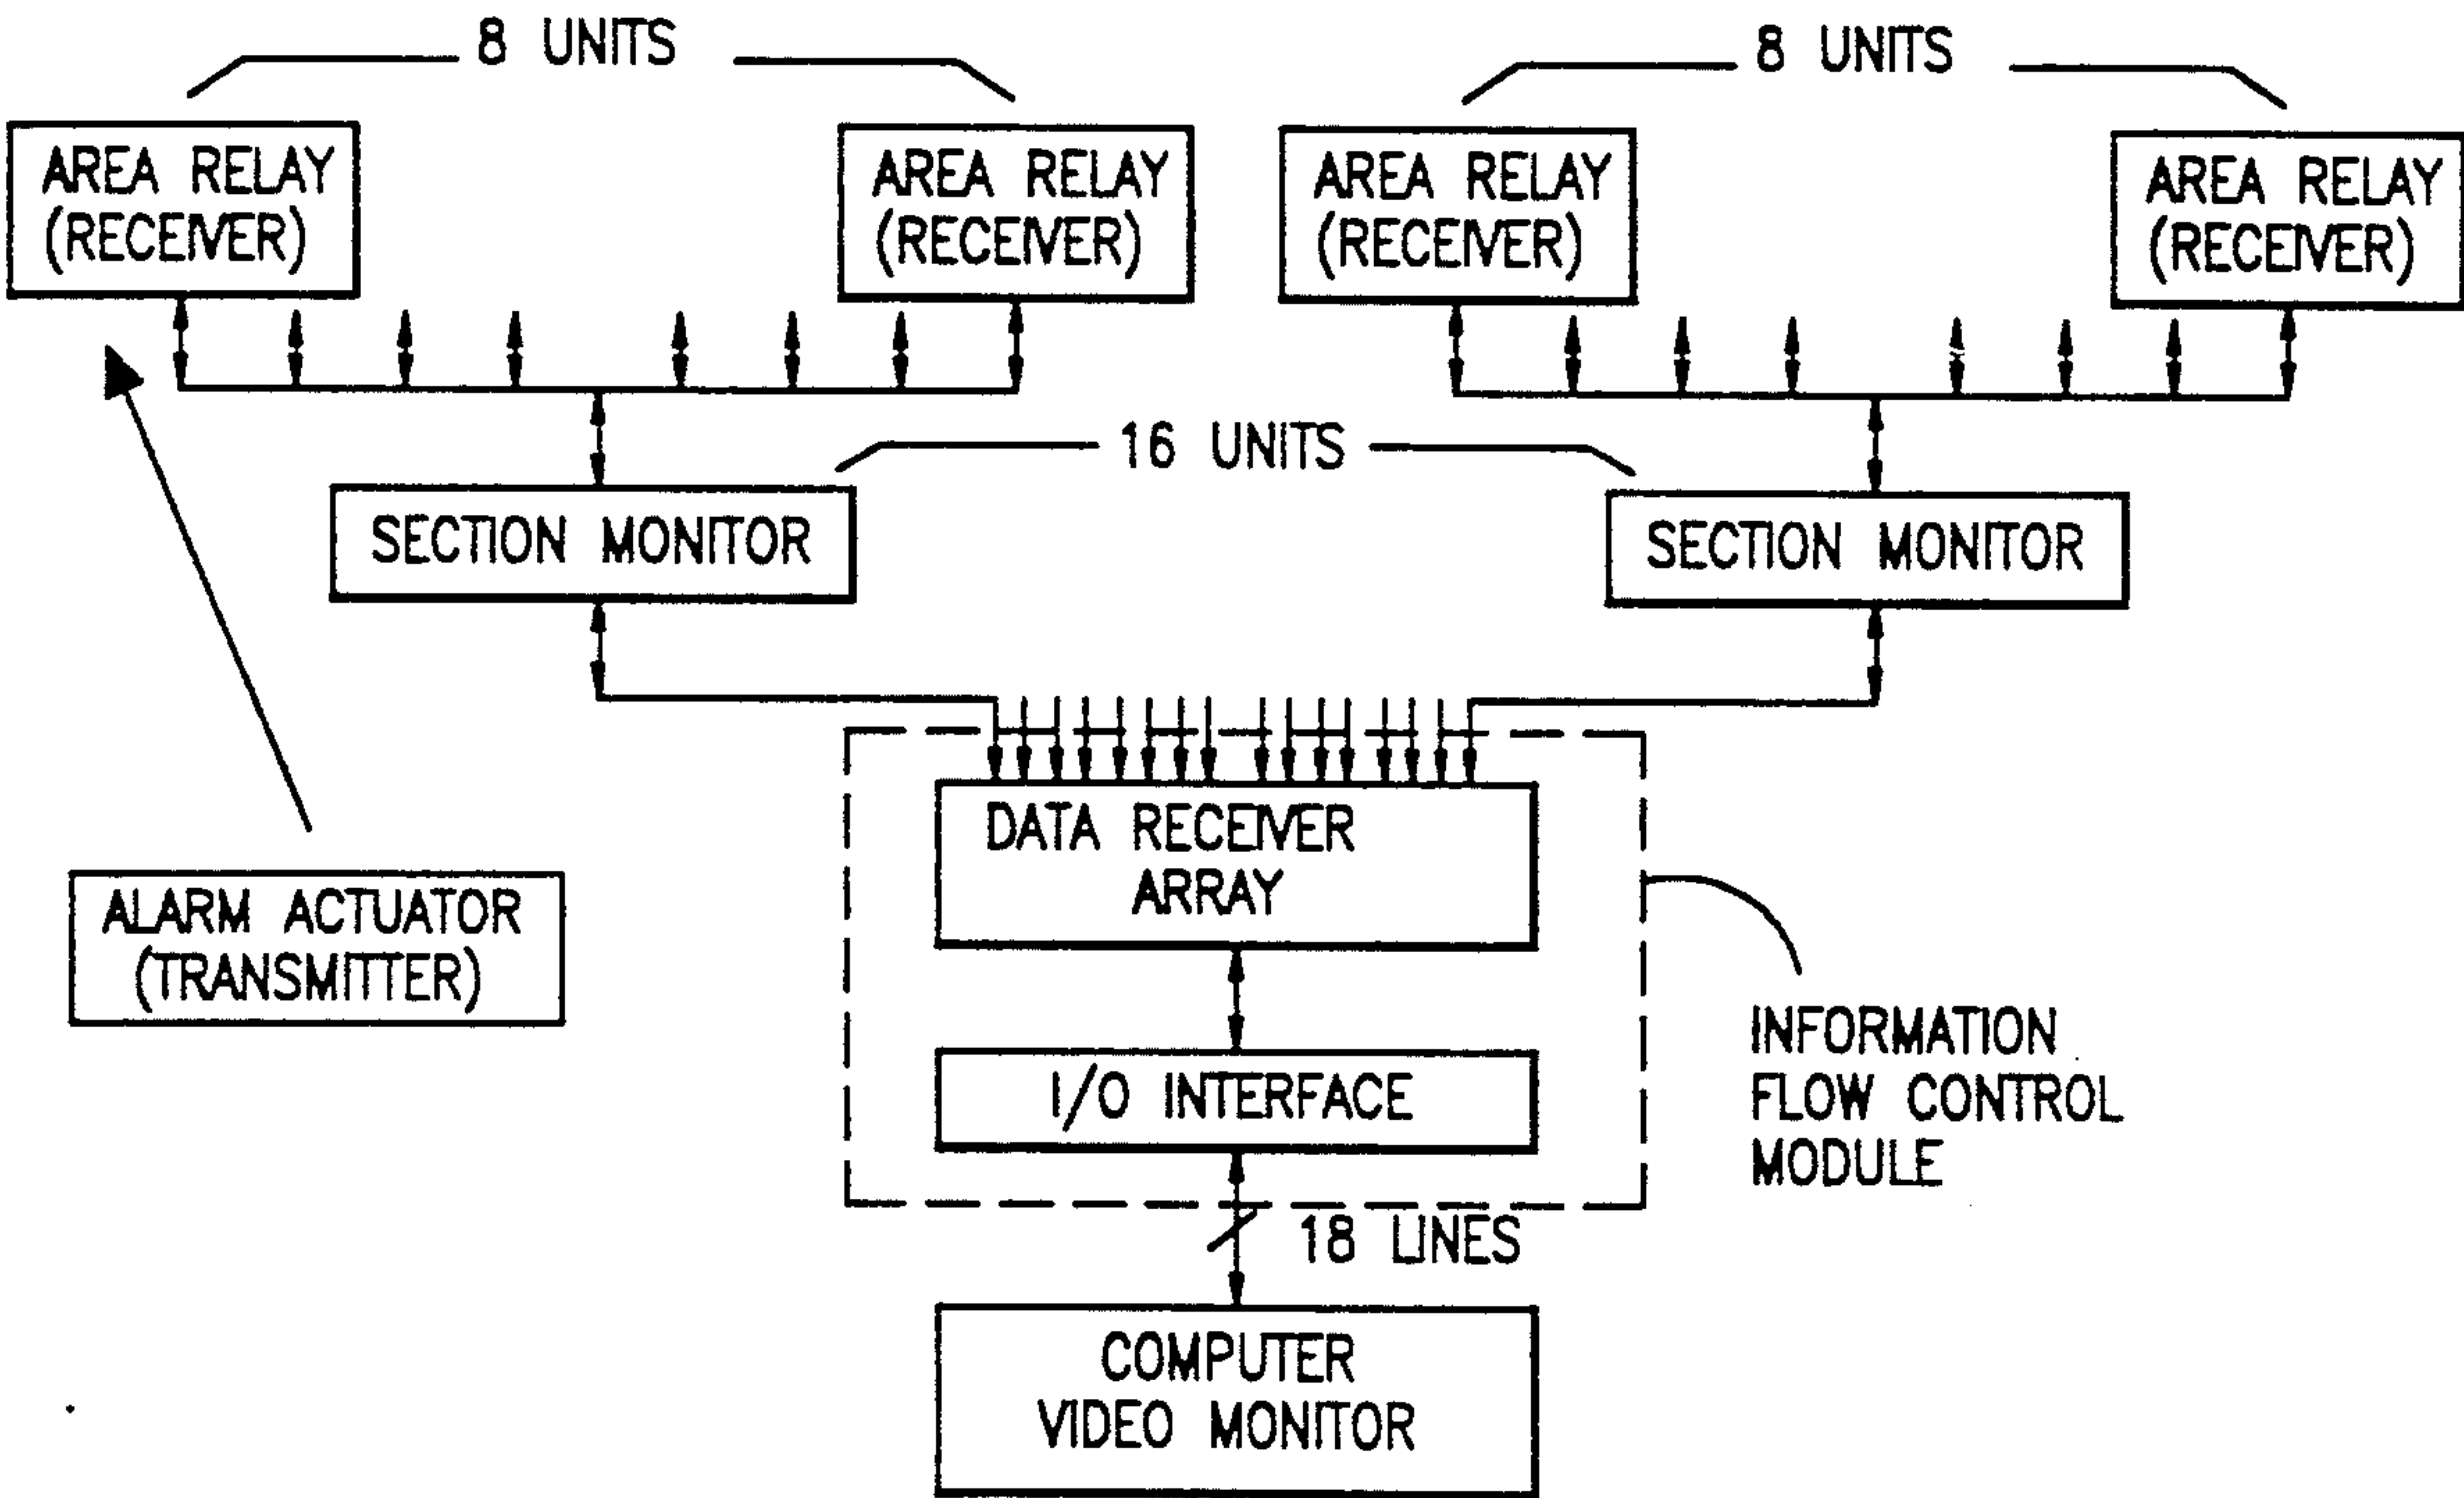 8 UNITS
8 UNITS
AREA RELAY
(RECEIVER)
AREA RELAY
(RECEIVER)
AREA RELAY
(RECEIVER)
AREA RELAY
(RECEIVER)
16 UNITS
SECTION MONITOR
SECTION MONITOR
DATA RECEIVER
ARRAY
ALARM ACTUATOR
(TRANSMITTER)
I/O INTERFACE
INFORMATION
FLOW CONTROL
MODULE
18 LINES
COMPUTER
VIDEO MONITOR